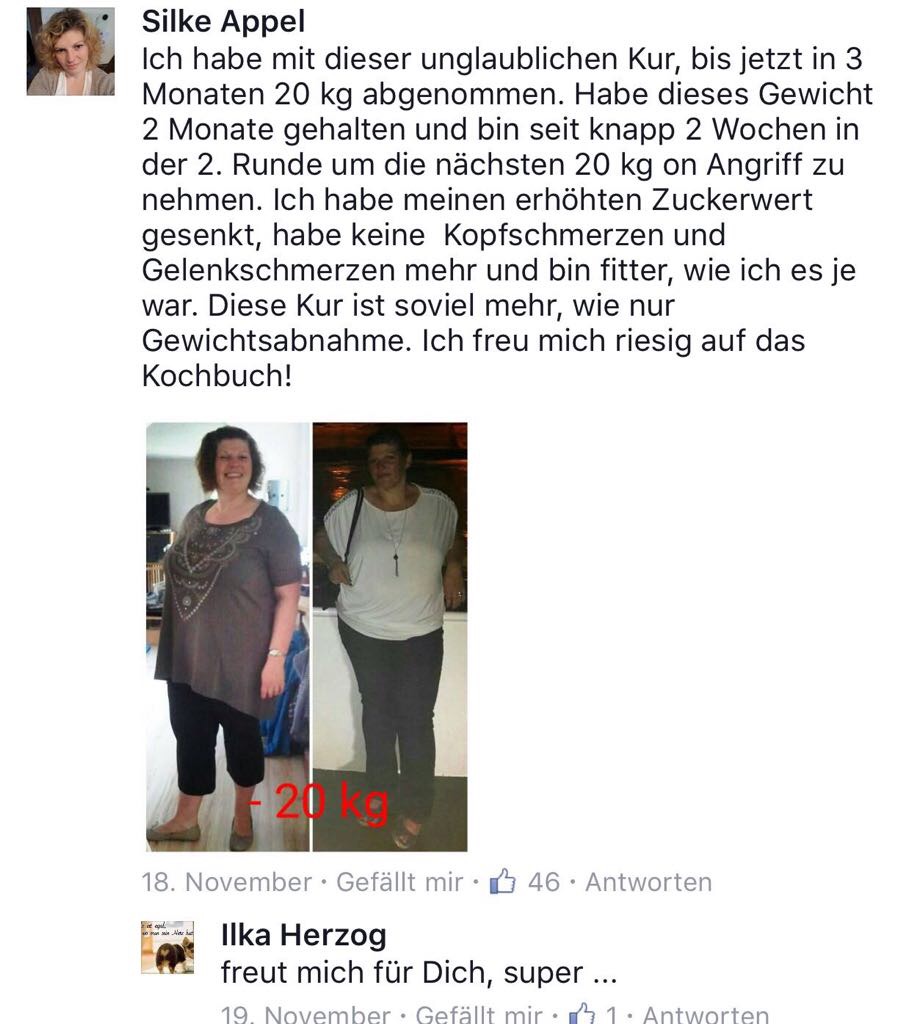 Silke Appel
Ich habe mit dieser unglaublichen Kur, bis jetzt in 3
Monaten 20 kg abgenommen. Habe dieses Gewicht
2 Monate gehalten und bin seit knapp 2 Wochen in
der 2. Runde um die nächsten 20 kg on Angriff zu
nehmen. Ich habe meinen erhöhten Zuckerwert
gesenkt, habe keine  Kopfschmerzen und
Gelenkschmerzen mehr und bin fitter, wie ich es je
war. Diese Kur ist soviel mehr, wie nur
Gewichtsabnahme. Ich freu mich riesig auf das
Kochbuch!
- 20 kg
18. November · Gefällt mir · 46 · Antworten
Ilka Herzog
freut mich für Dich, super ...
19. November · Gefällt mir · 1 · Antworten